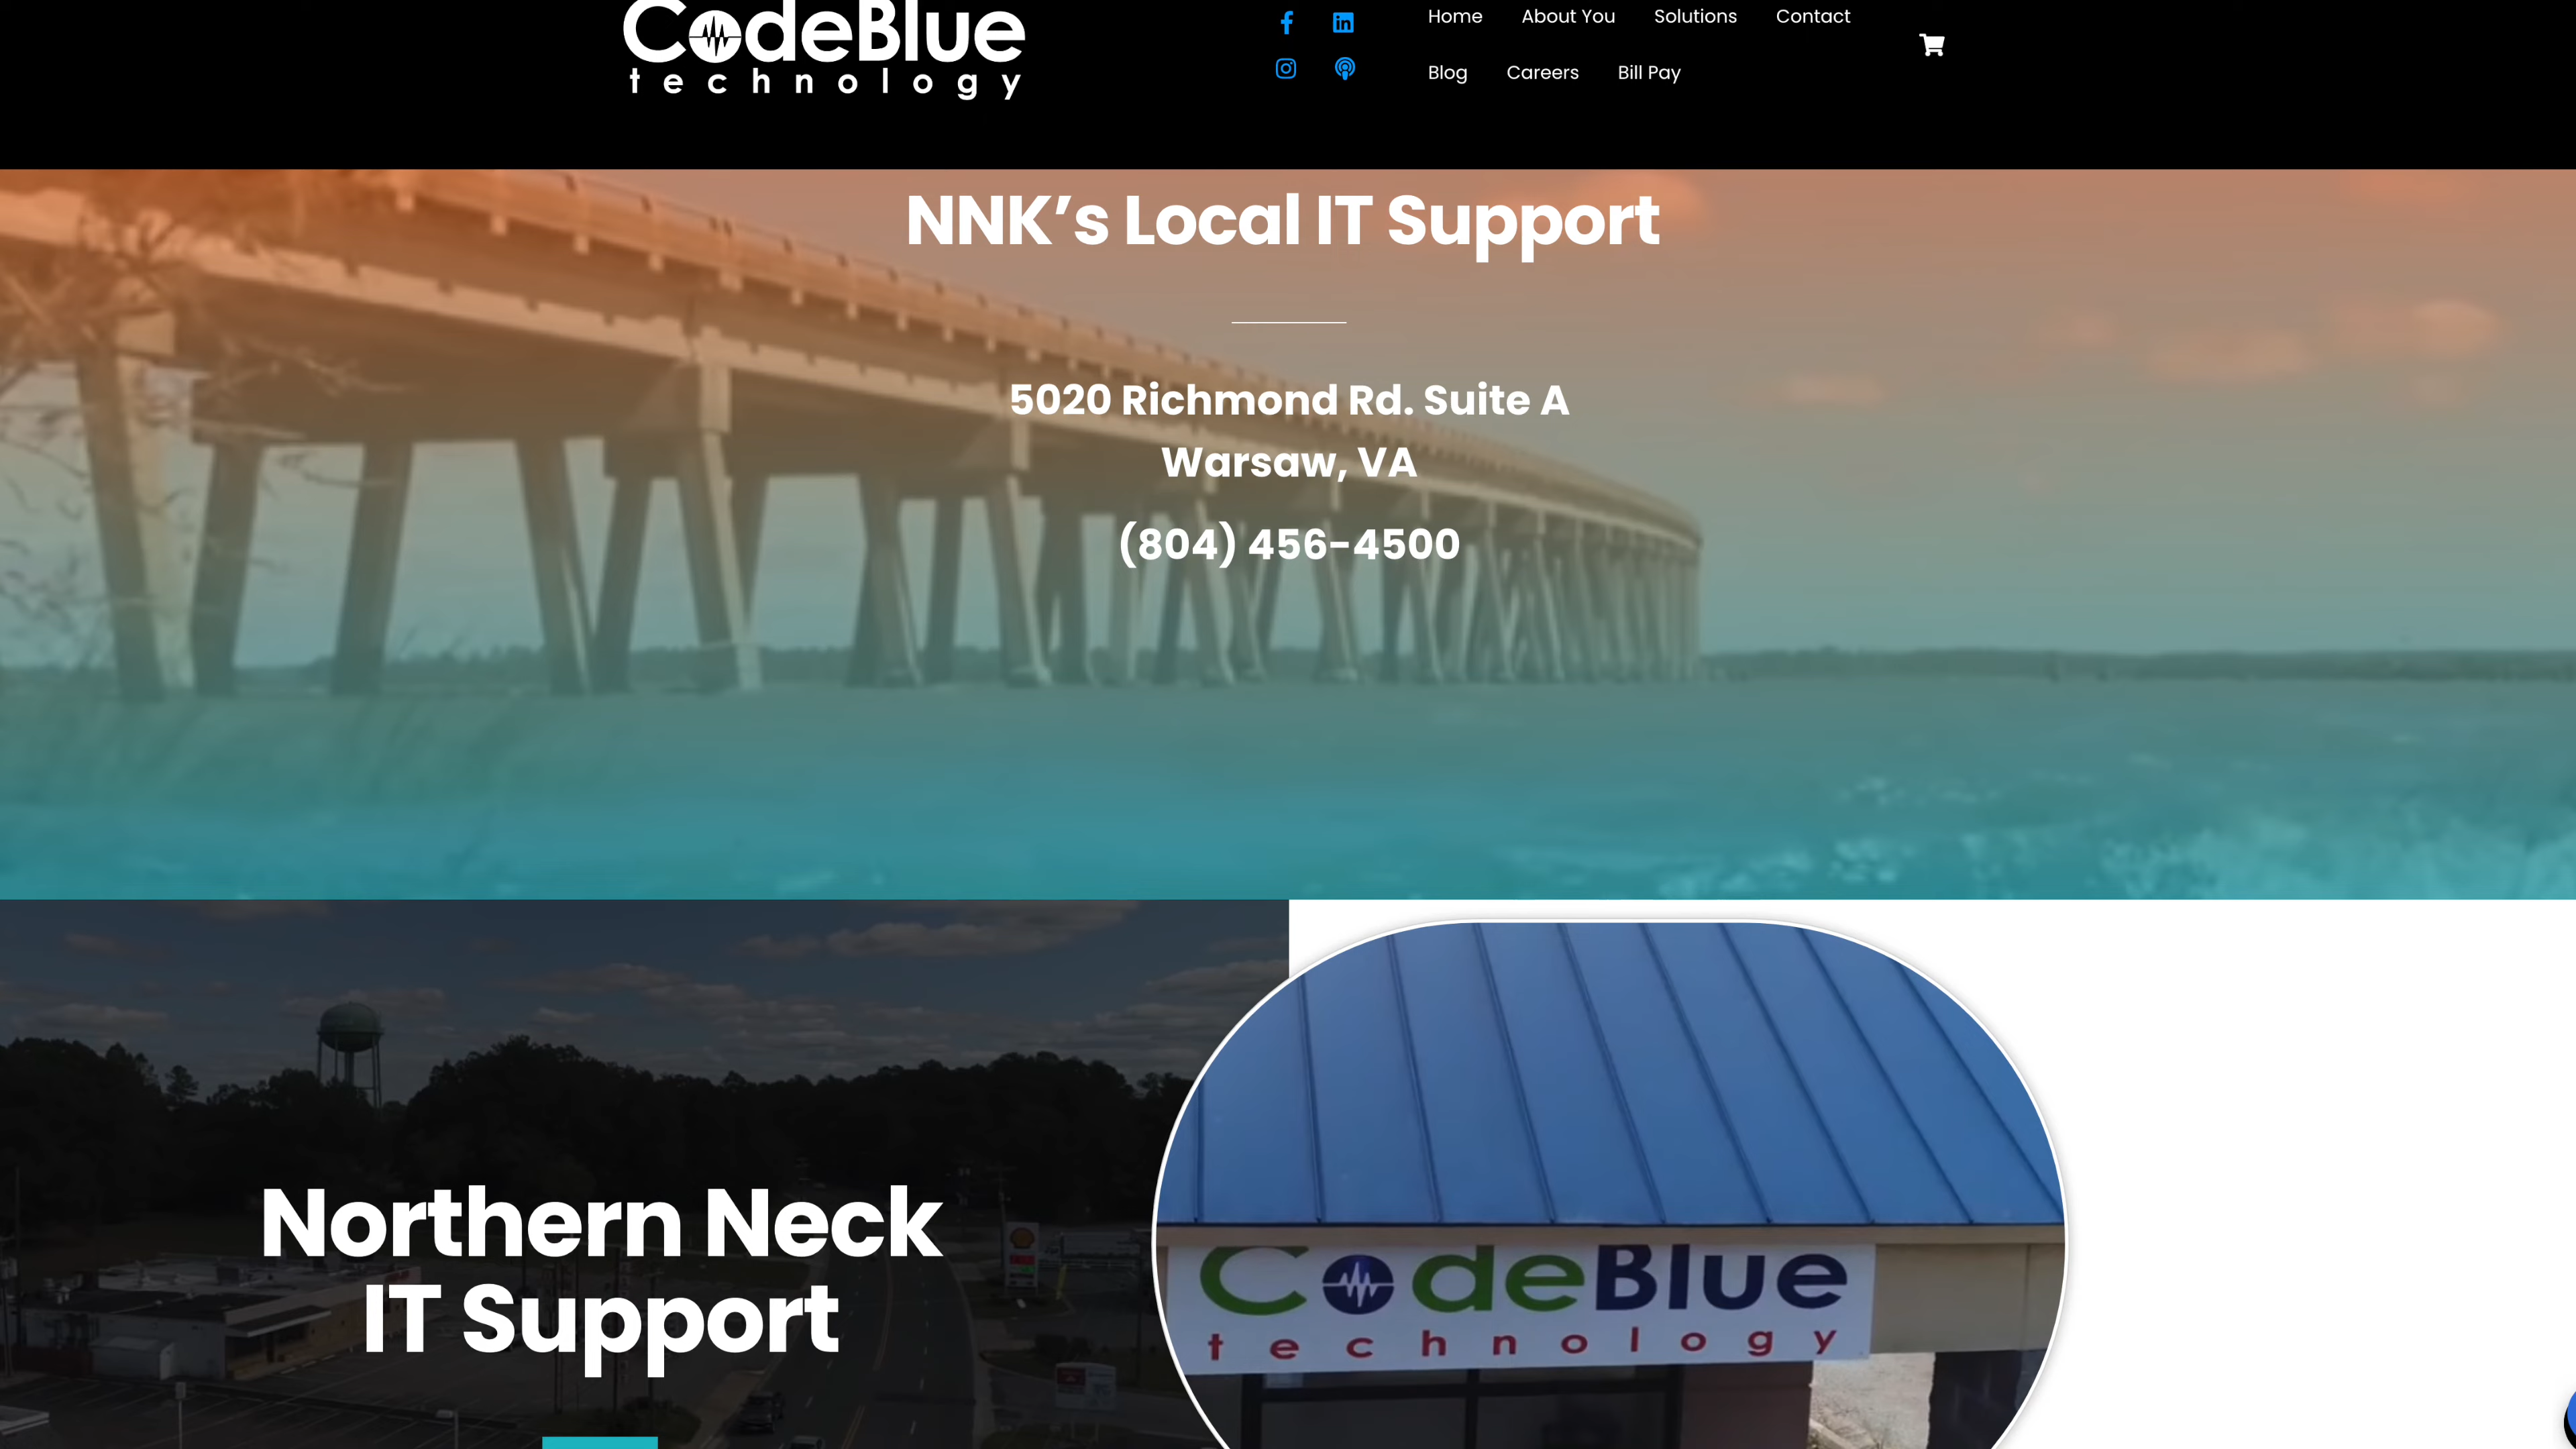 CodeBlue
technology
Home About You Solutions Contact
Blog Careers Bill Pay
NNK’s Local IT Support
5020 Richmond Rd. Suite A
Warsaw, VA
(804) 456-4500
Northern Neck
IT Support
CodeBlue
technology